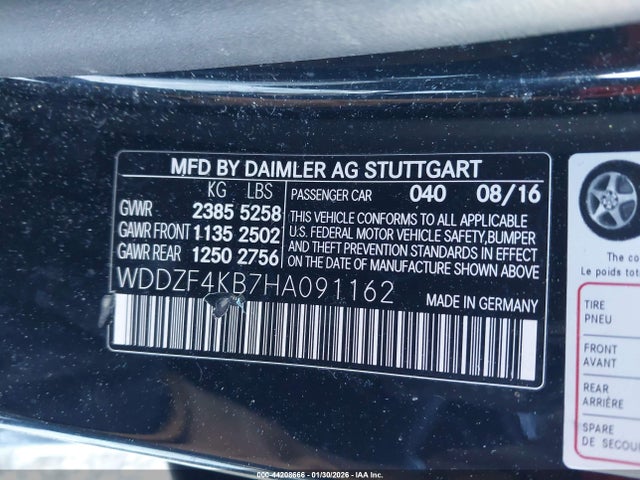 MFD BY DAIMLER AG STUTTGART
KG LBS
GVWR 2385 5258
GAWR FRONT 1135 2502
GAWR REAR 1250 2756
PASSENGER CAR 040 08/16
THIS VEHICLE CONFORMS TO ALL APPLICABLE
U.S. FEDERAL MOTOR VEHICLE SAFETY, BUMPER
AND THEFT PREVENTION STANDARDS IN EFFECT
ON THE DATE OF MANUFACTURE SHOWN ABOVE.
WDDZF4KB7HA091162
MADE IN GERMANY
The com
Le poids tota
TIRE
PNEU
FRONT
AVANT
REAR
ARRIÈRE
SPARE
DE SECOU
000-44208666 - 01/30/2026 - IAA Inc.